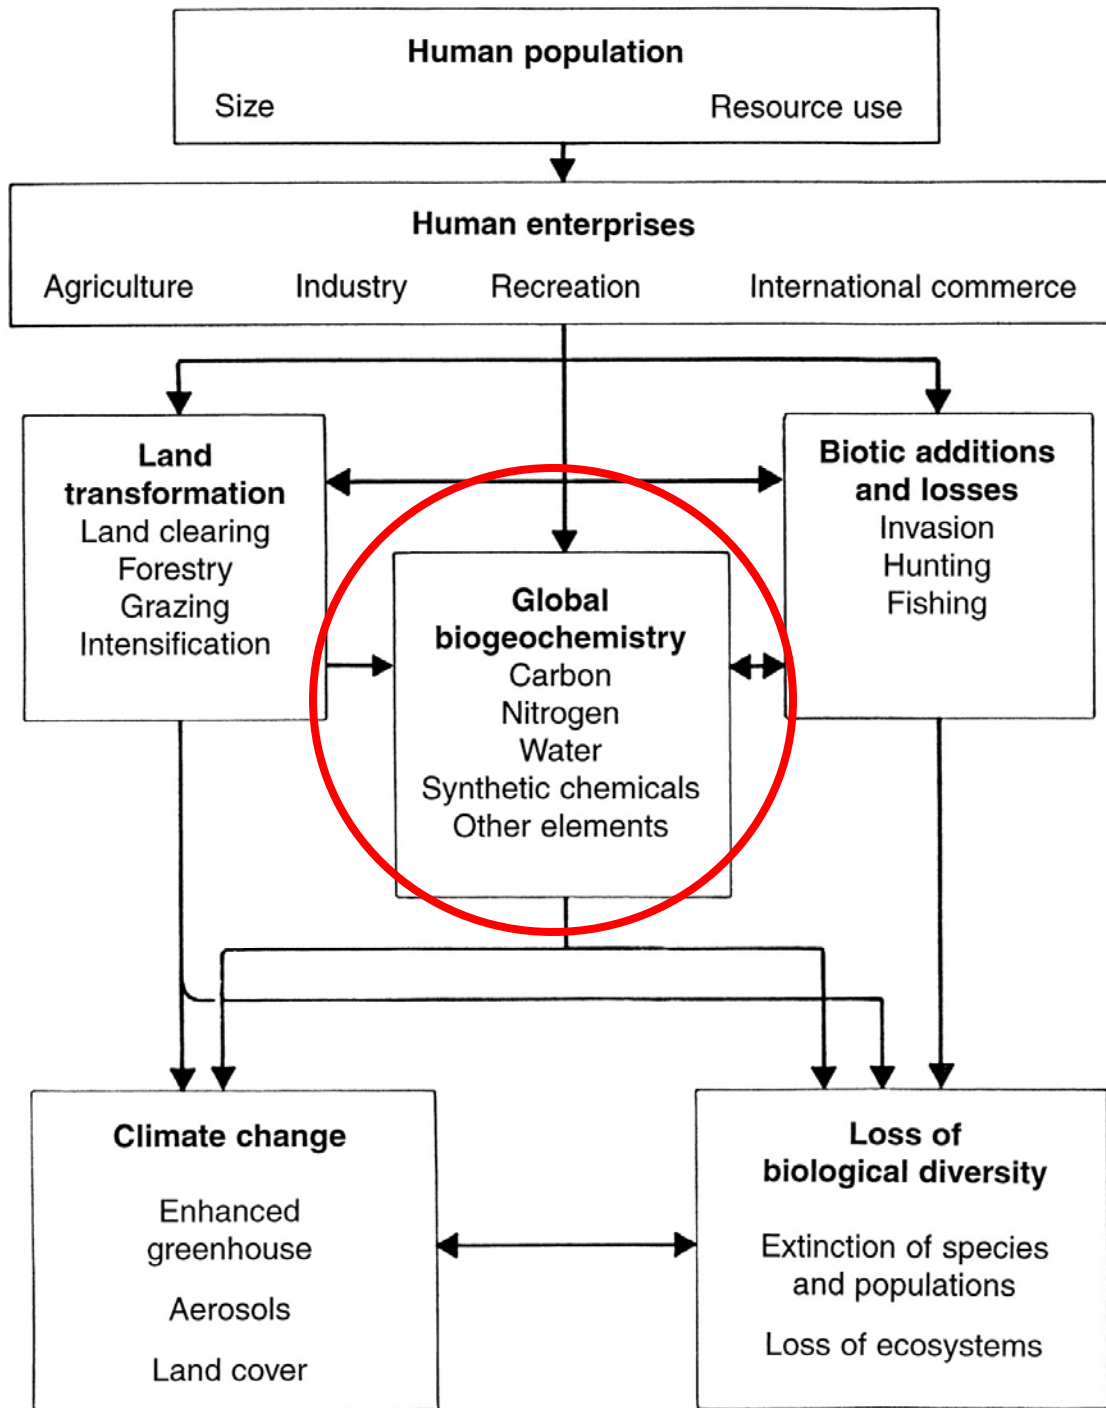 Human population
Size Resource use
Human enterprises
Agriculture Industry Recreation International commerce
Land
transformation
Land clearing
Forestry
Grazing
Intensification
Biotic additions
and losses
Invasion
Hunting
Fishing
Global
biogeochemistry
Carbon
Nitrogen
Water
Synthetic chemicals
Other elements
Climate change
Enhanced
greenhouse
Aerosols
Land cover
Loss of
biological diversity
Extinction of species
and populations
Loss of ecosystems